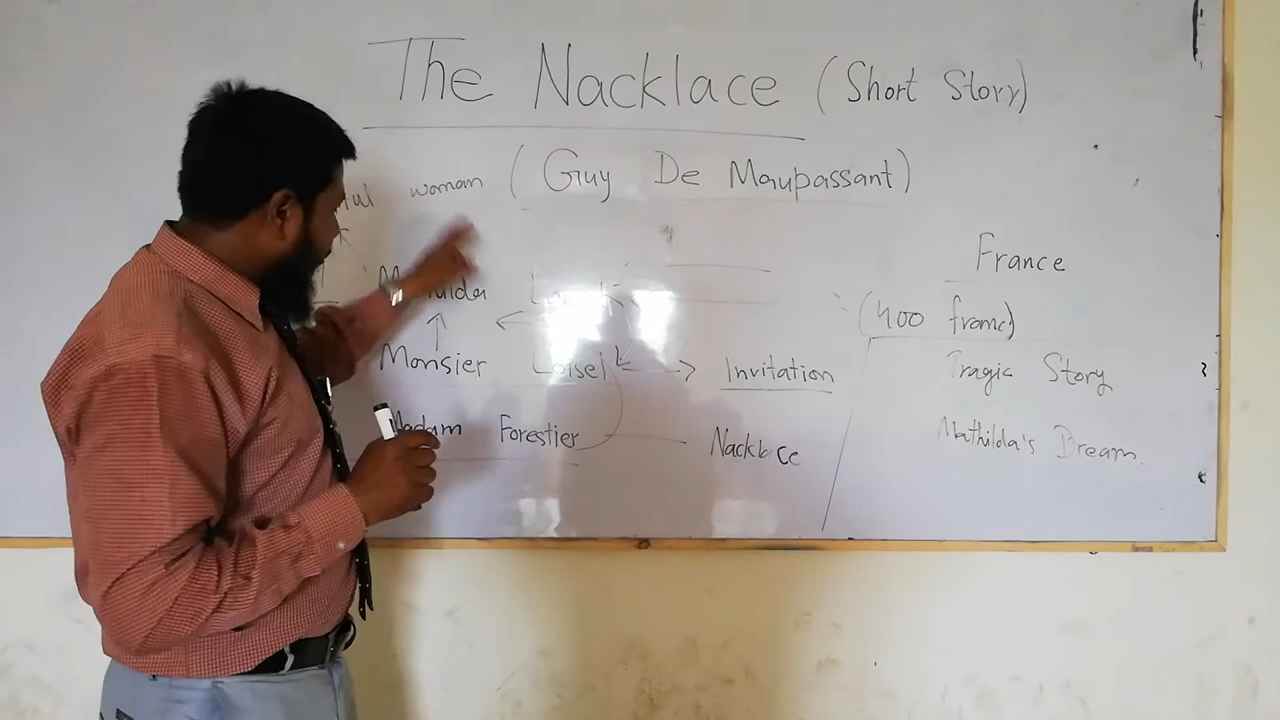 The Nacklace (Short Story)
woman (Guy De Maupassant)
France
(400 franc)
Monsier Loisel Invitation Tragic Story
Forestier Nacklace Mathilda's Dream.